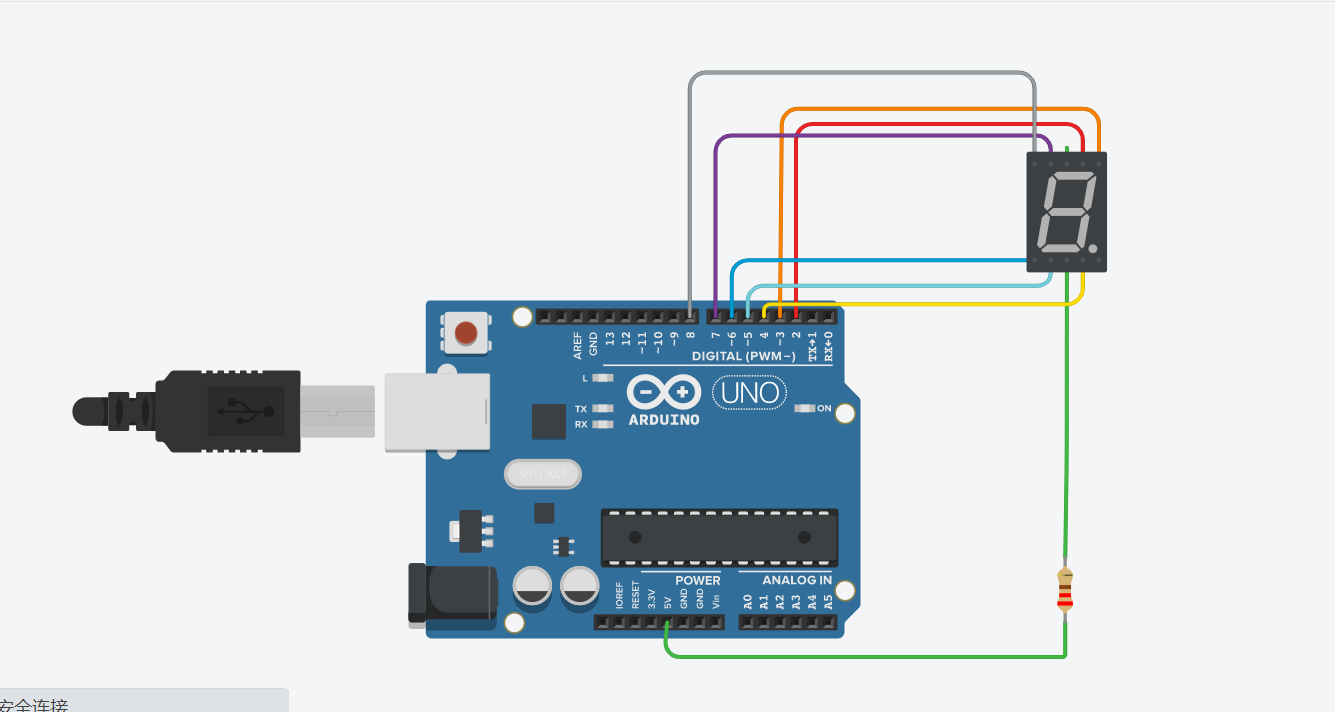 AREF
GND
13
12
~11
~10
~9
8
7
~6
~5
4
~3
2
TX→1
RX←0
DIGITAL (PWM~)
L
TX
RX
UNO
ON
ARDUINO
POWER
ANALOG IN
IOREF
RESET
3.3V
5V
GND
GND
Vin
A0
A1
A2
A3
A4
A5
安全连接